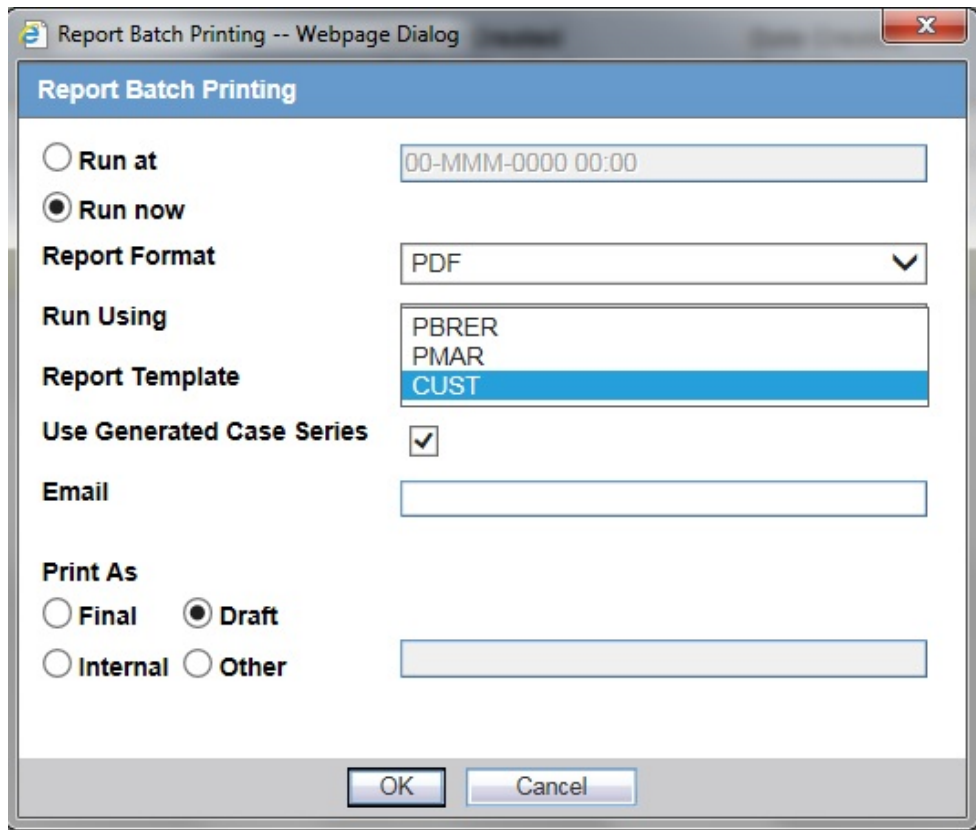 Report Batch Printing -- Webpage Dialog
Report Batch Printing
Run at 00-MMM-0000 00:00
Run now
Report Format PDF
Run Using
PBRER
PMAR
Report Template
CUST
Use Generated Case Series
Email
Print As
Final Draft
Internal Other
OK Cancel